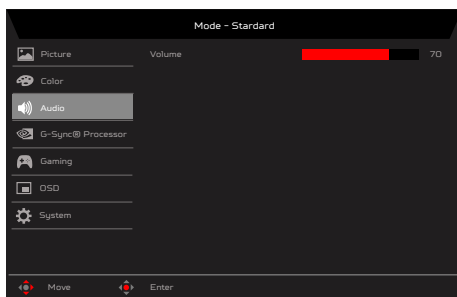 Mode - Stardard
Picture
Volume 70
Color
Audio
G-Sync® Processor
Gaming
OSD
System
Move Enter